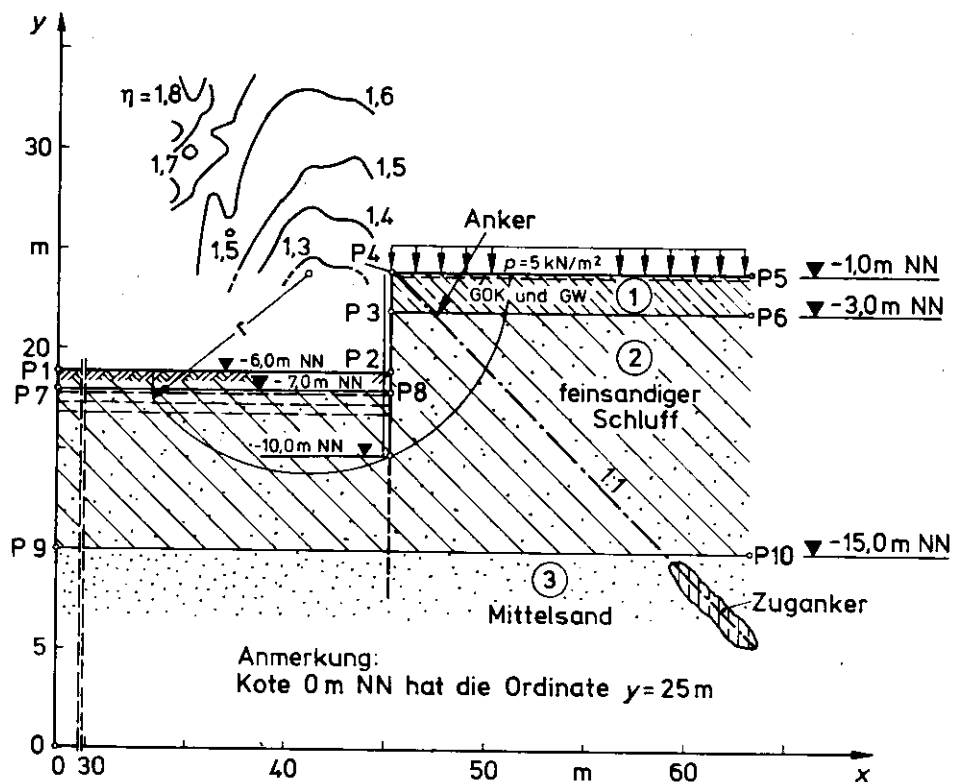 y
η = 1,8
1,6
30
1,7
1,5
1,4
m
1,5
1,3
Anker
P4
p = 5 kN/m²
P5
-1,0 m NN
GOK und GW
1
P3
P6
-3,0 m NN
r
20
P1
-6,0 m NN
P2
2
P7
-7,0 m NN
P8
feinsandiger
Schluff
-10,0 m NN
1:1
P9
P10
-15,0 m NN
3
Mittelsand
Zuganker
5
Anmerkung:
Kote 0 m NN hat die Ordinate y = 25 m
0
0 30 40 m 50 60 x